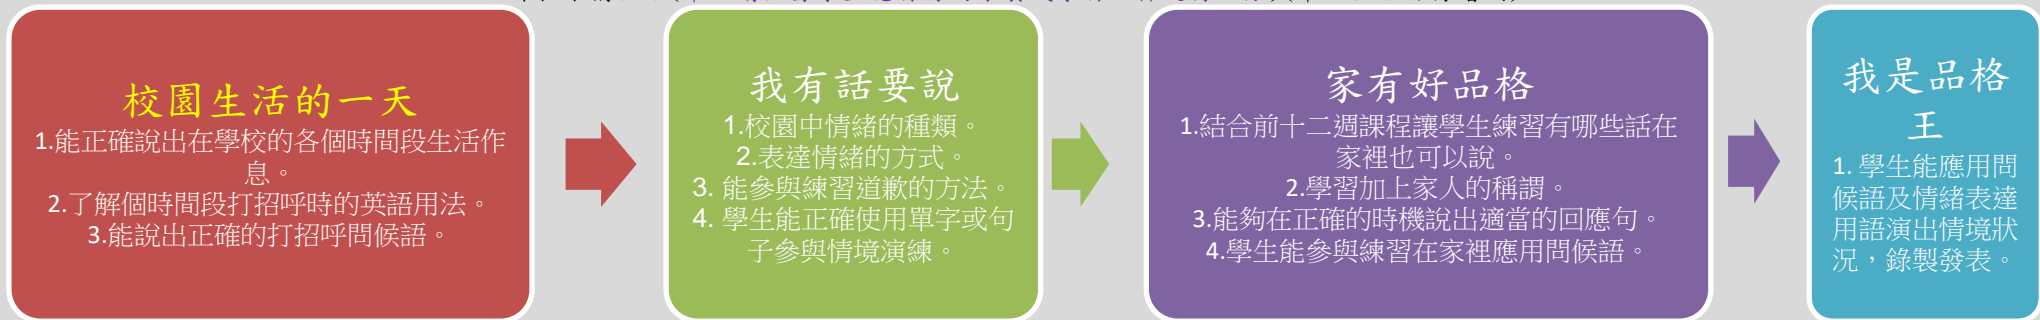 校園生活的一天
1.能正確說出在學校的各個時間段生活作
息。
2.了解個時間段打招呼時的英語用法。
3.能說出正確的打招呼問候語。
我有話要說
1.校園中情緒的種類。
2.表達情緒的方式。
3. 能參與練習道歉的方法。
4. 學生能正確使用單字或句
子參與情境演練。
家有好品格
1.結合前十二週課程讓學生練習有哪些話在
家裡也可以說。
2.學習加上家人的稱謂。
3.能夠在正確的時機說出適當的回應句。
4.學生能參與練習在家裡應用問候語。
我是品格
王
1. 學生能應用問
候語及情緒表達
用語演出情境狀
況，錄製發表。